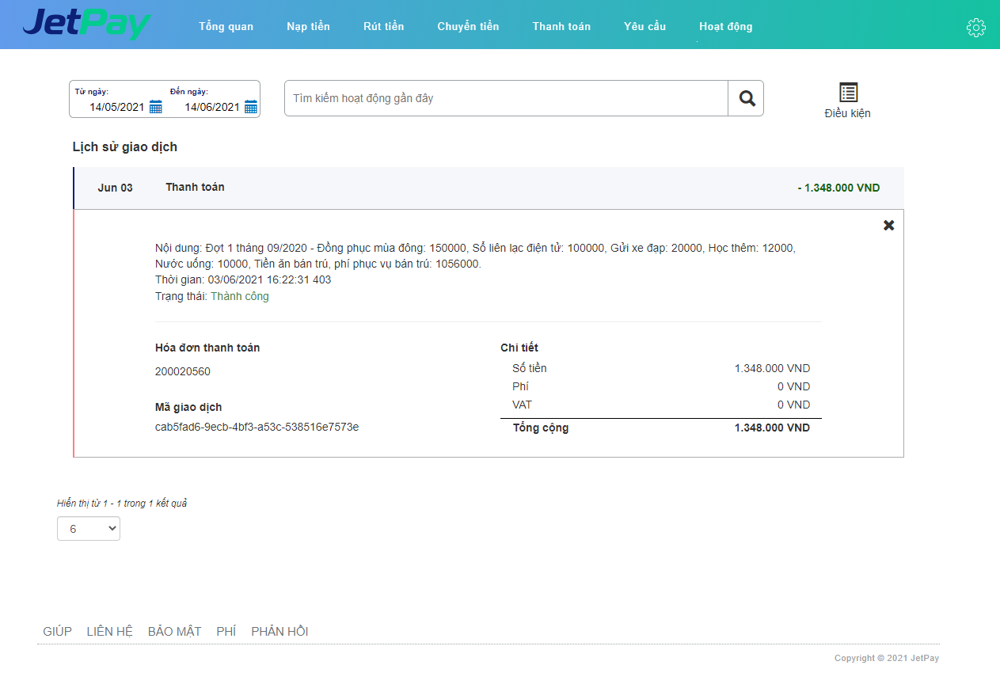 JetPay
Tổng quan Nạp tiền Rút tiền Chuyển tiền Thanh toán Yêu cầu Hoạt động
Từ ngày: Đến ngày:
14/05/2021 14/06/2021
Tìm kiếm hoạt động gần đây
Điều kiện
Lịch sử giao dịch
Jun 03 Thanh toán - 1.348.000 VND
Nội dung: Đợt 1 tháng 09/2020 - Đồng phục mùa đông: 150000, Sổ liên lạc điện tử: 100000, Gửi xe đạp: 20000, Học thêm: 12000,
Nước uống: 10000, Tiền ăn bán trú, phí phục vụ bán trú: 1056000.
Thời gian: 03/06/2021 16:22:31 403
Trạng thái: Thành công
Hóa đơn thanh toán
200020560
Mã giao dịch
cab5fad6-9ecb-4bf3-a53c-538516e7573e
Chi tiết
Số tiền 1.348.000 VND
Phí 0 VND
VAT 0 VND
Tổng cộng 1.348.000 VND
Hiển thị từ 1 - 1 trong 1 kết quả
6
GIÚP LIÊN HỆ BẢO MẬT PHÍ PHẢN HỒI
Copyright © 2021 JetPay